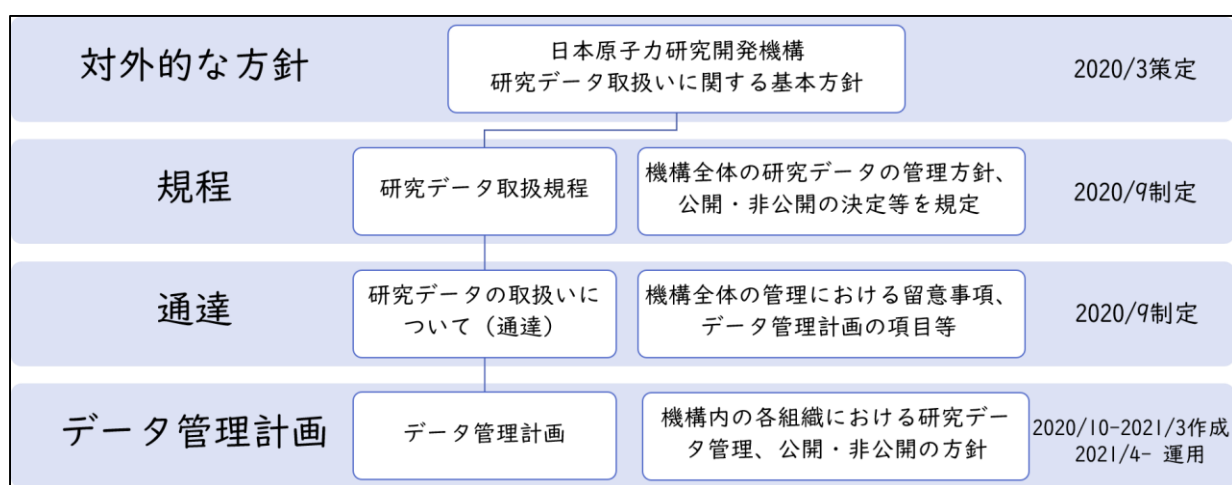 対外的な方針
日本原子力研究開発機構
研究データ取扱いに関する基本方針
2020/3策定
規程
研究データ取扱規程
機構全体の研究データの管理方針、
公開・非公開の決定等を規定
2020/9制定
通達
研究データの取扱いに
ついて（通達）
機構全体の管理における留意事項、
データ管理計画の項目等
2020/9制定
データ管理計画
データ管理計画
機構内の各組織における研究デー
タ管理、公開・非公開の方針
2020/10-2021/3作成
2021/4- 運用